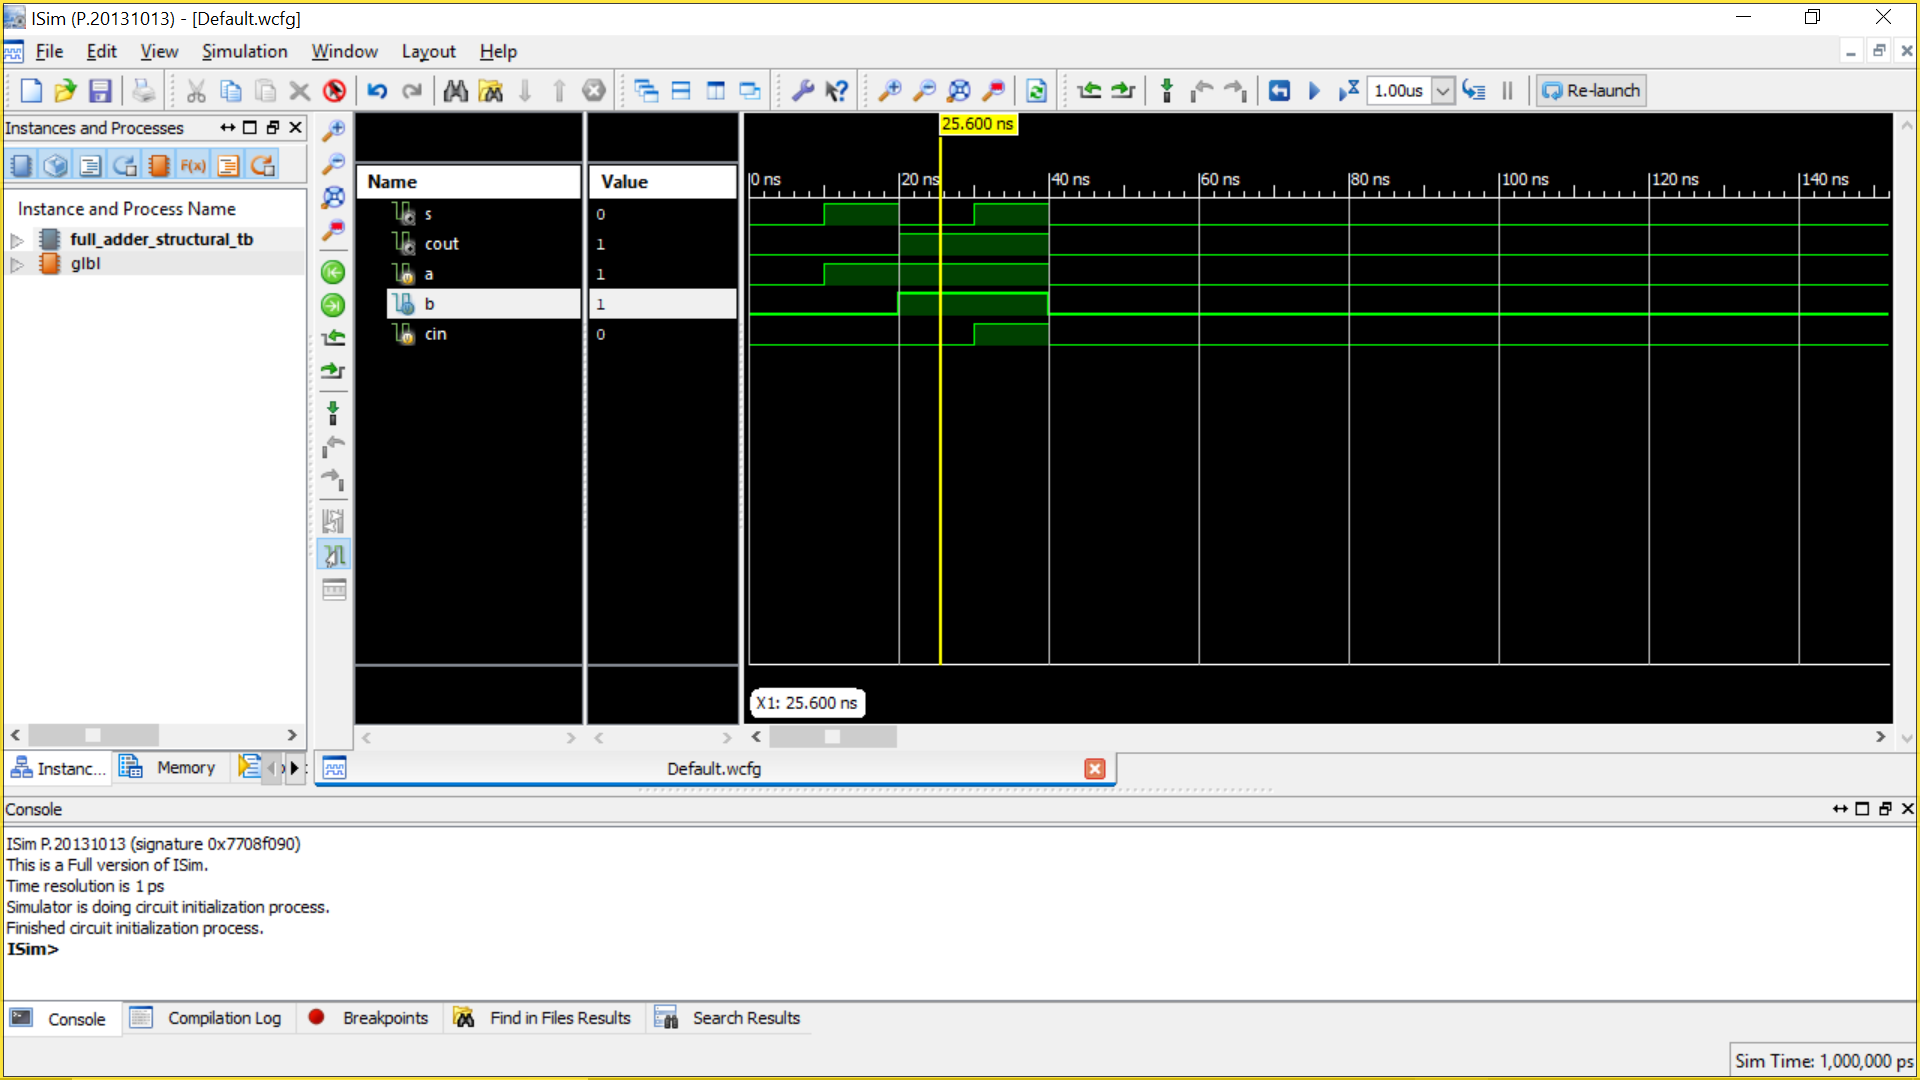 ISim (P.20131013) - [Default.wcfg]
File Edit View Simulation Window Layout Help
1.00us Re-launch
Instances and Processes
F(x)
Instance and Process Name
full_adder_structural_tb
glbl
Name Value
s 0
cout 1
a 1
b 1
cin 0
25.600 ns
0 ns 20 ns 40 ns 60 ns 80 ns 100 ns 120 ns 140 ns
X1: 25.600 ns
Instanc... Memory
Default.wcfg
Console
ISim P.20131013 (signature 0x7708f090)
This is a Full version of ISim.
Time resolution is 1 ps
Simulator is doing circuit initialization process.
Finished circuit initialization process.
ISim>
Console Compilation Log Breakpoints Find in Files Results Search Results
Sim Time: 1,000,000 ps